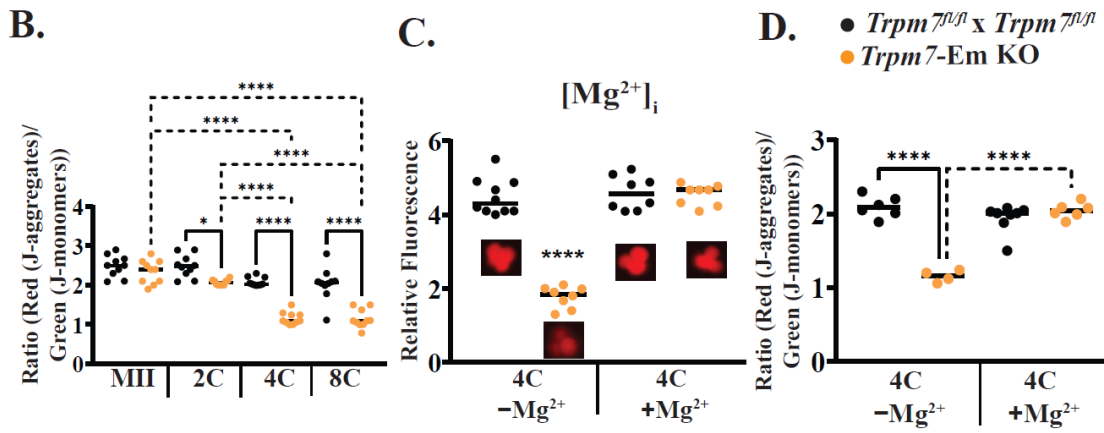 B.
****
****
****
****
* **** ****
Ratio (Red (J-aggregates)/
Green (J-monomers))
4
3
2
1
0
MII 2C 4C 8C
C.
[Mg²⁺]ᵢ
Relative Fluorescence
6
4
2
0
****
4C 4C
−Mg²⁺ +Mg²⁺
D.
Trpm7fl/fl x Trpm7fl/fl
Trpm7-Em KO
Ratio (Red (J-aggregates)/
Green (J-monomers))
3
2
1
0
**** ****
4C 4C
−Mg²⁺ +Mg²⁺